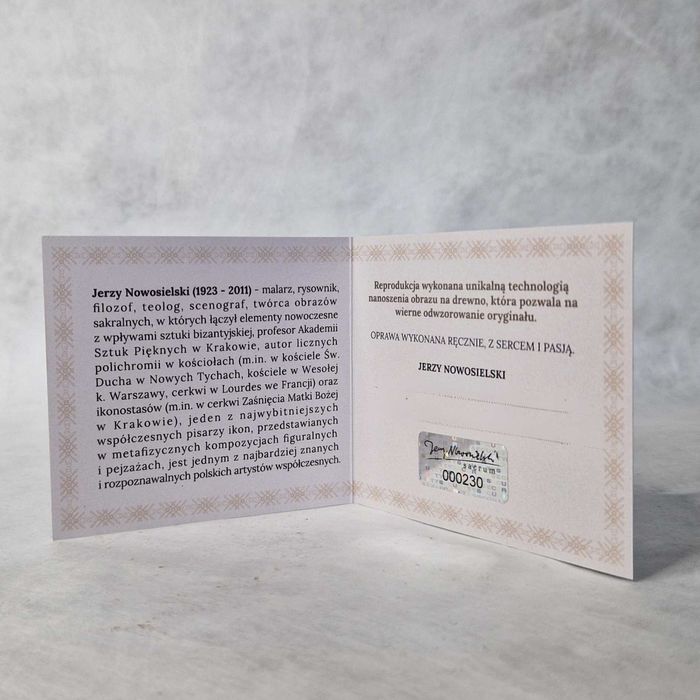 Jerzy Nowosielski (1923 - 2011) - malarz, rysownik,
filozof, teolog, scenograf, twórca obrazów
sakralnych, w których łączył elementy nowoczesne
z wpływami sztuki bizantyjskiej, profesor Akademii
Sztuk Pięknych w Krakowie, autor licznych
polichromii w kościołach (m.in. w kościele Św.
Ducha w Nowych Tychach, kościele w Wesołej
k. Warszawy, cerkwi w Lourdes we Francji) oraz
ikonostasów (m.in. w cerkwi Zaśnięcia Matki Bożej
w Krakowie), jeden z najwybitniejszych
współczesnych pisarzy ikon, przedstawianych
w metafizycznych kompozycjach figuralnych
i pejzażach, jest jednym z najbardziej znanych
i rozpoznawalnych polskich artystów współczesnych.
Reprodukcja wykonana unikalną technologią
nanoszenia obrazu na drewno, która pozwala na
wierne odwzorowanie oryginału.
OPRAWA WYKONANA RĘCZNIE, Z SERCEM I PASJĄ.
JERZY NOWOSIELSKI
Jerzy Nowosielski
sacrum
000230